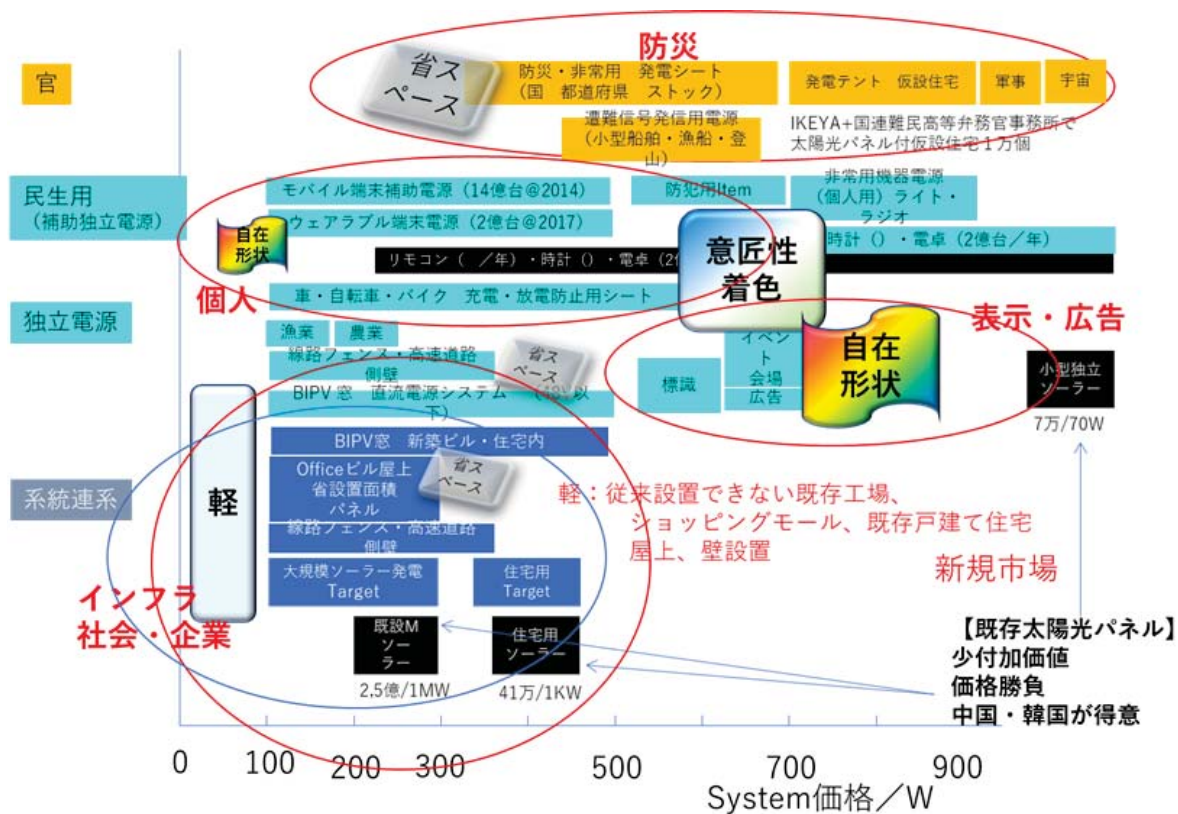 防災
官
省ス
ペース
防災・非常用 発電シート
(国 都道府県 ストック)
発電テント 仮設住宅
軍事
宇宙
遭難信号発信用電源
(小型船舶・漁船・登
山)
IKEYA+国連難民高等弁務官事務所で
太陽光パネル付仮設住宅1万個
民生用
(補助独立電源)
モバイル端末補助電源(14億台@2014)
防犯用Item
非常用機器電源
(個人用)ライト・
ラジオ
ウェアラブル端末電源(2億台@2017)
自在
形状
意匠性
着色
時計()・電卓(2億台/年)
リモコン( /年)・時計()・電卓(2
個人
車・自転車・バイク 充電・放電防止用シート
独立電源
表示・広告
漁業
農業
線路フェンス・高速道路
側壁
省ス
ペース
標識
イベン
ト
会場
広告
自在
形状
小型独立
ソーラー
7万/70W
BIPV窓 直流電源システム (48V以
下)
軽
BIPV窓 新築ビル・住宅内
系統連系
Officeビル屋上
省設置面積
パネル
省ス
ペース
線路フェンス・高速道路
側壁
軽:従来設置できない既存工場、
ショッピングモール、既存戸建て住宅
屋上、壁設置
新規市場
大規模ソーラー発電
Target
住宅用
Target
インフラ
社会・企業
既設M
ソー
ラー
住宅用
ソーラー
2,5億/1MW
41万/1KW
【既存太陽光パネル】
少付加価値
価格勝負
中国・韓国が得意
0
100
200
300
500
700
900
System価格/W